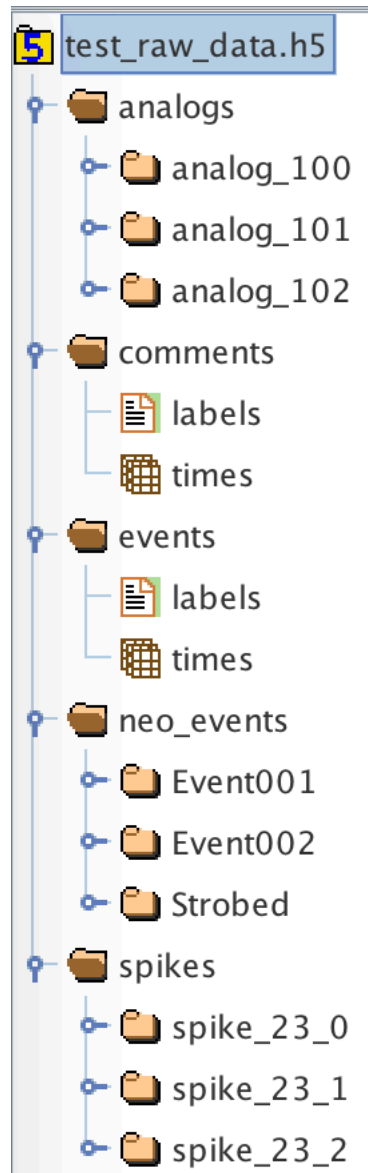 5 test_raw_data.h5
analogs
analog_100
analog_101
analog_102
comments
labels
times
events
labels
times
neo_events
Event001
Event002
Strobed
spikes
spike_23_0
spike_23_1
spike_23_2